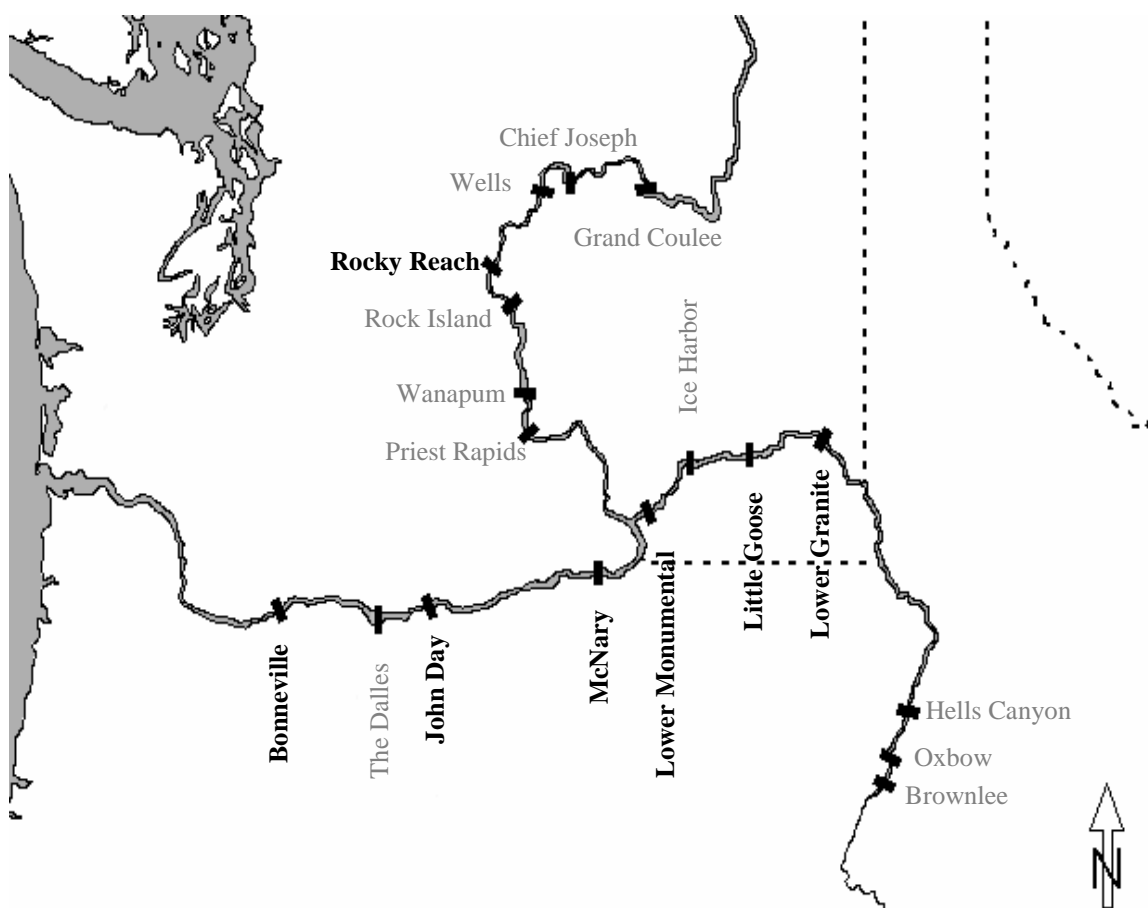 Chief Joseph
Wells
Grand Coulee
Rocky Reach
Rock Island
Ice Harbor
Wanapum
Priest Rapids
Bonneville
The Dalles
John Day
McNary
Lower Monumental
Little Goose
Lower Granite
Hells Canyon
Oxbow
Brownlee
N